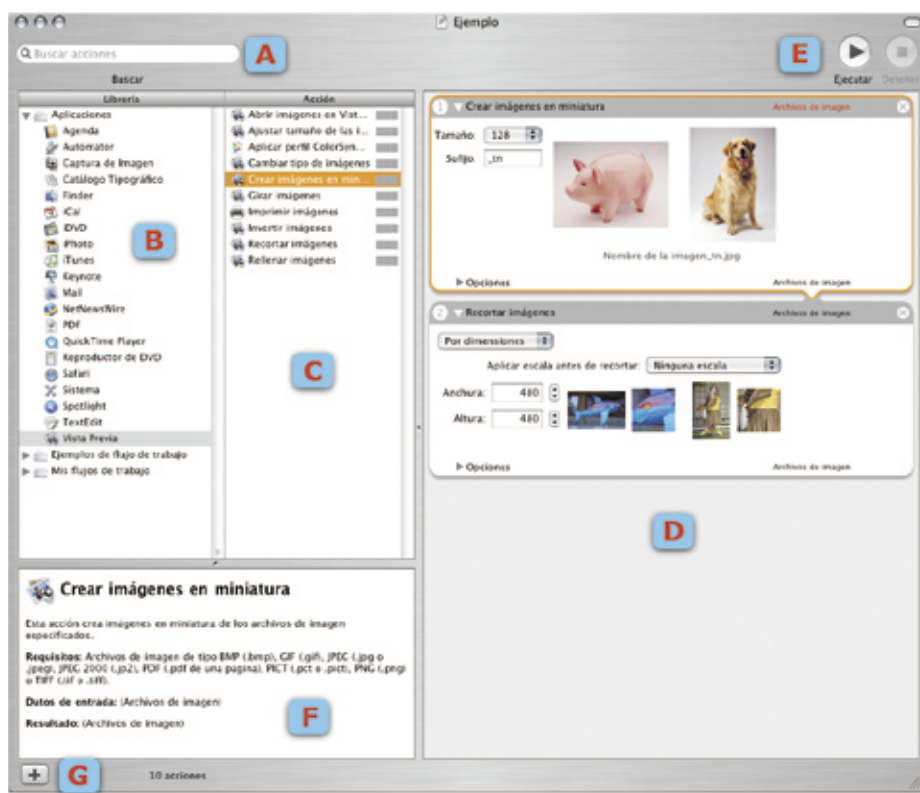 Ejemplo
Buscar acciones
A
E
Buscar
Ejecutar
Detener
Librería
Acción
Aplicaciones
Agenda
Automator
Captura de Imagen
Catálogo Tipográfico
Finder
iCal
iDVD
iPhoto
iTunes
Keynote
Mail
NetNewsWire
PDF
QuickTime Player
Reproductor de DVD
Safari
Sistema
Spotlight
TextEdit
Vista Previa
Ejemplos de flujo de trabajo
Mis flujos de trabajo
B
Abrir imágenes en Vist...
Ajustar tamaño de las i...
Aplicar perfil ColorSyn...
Cambiar tipo de imágenes
Crear imágenes en min...
Girar imágenes
Imprimir imágenes
Invertir imágenes
Recortar imágenes
Rellenar imágenes
C
1 Crear imágenes en miniatura Archivos de imagen
Tamaño: 128
Sufijo: _tn
Nombre de la imagen_tn.jpg
Opciones Archivos de imagen
2 Recortar imágenes Archivos de imagen
Por dimensiones
Aplicar escala antes de recortar: Ninguna escala
Anchura: 480
Altura: 480
Opciones Archivos de imagen
D
Crear imágenes en miniatura
Esta acción crea imágenes en miniatura de los archivos de imagen
especificados.
Requisitos: Archivos de imagen de tipo BMP (.bmp), GIF (.gif), JPEG (.jpg o
.jpeg), JPEG 2000 (.jp2), PDF (.pdf de una página), PICT (.pct o .pict), PNG (.png)
o TIFF (.tif o .tiff).
Datos de entrada: (Archivos de imagen)
Resultado: (Archivos de imagen)
F
G
10 acciones